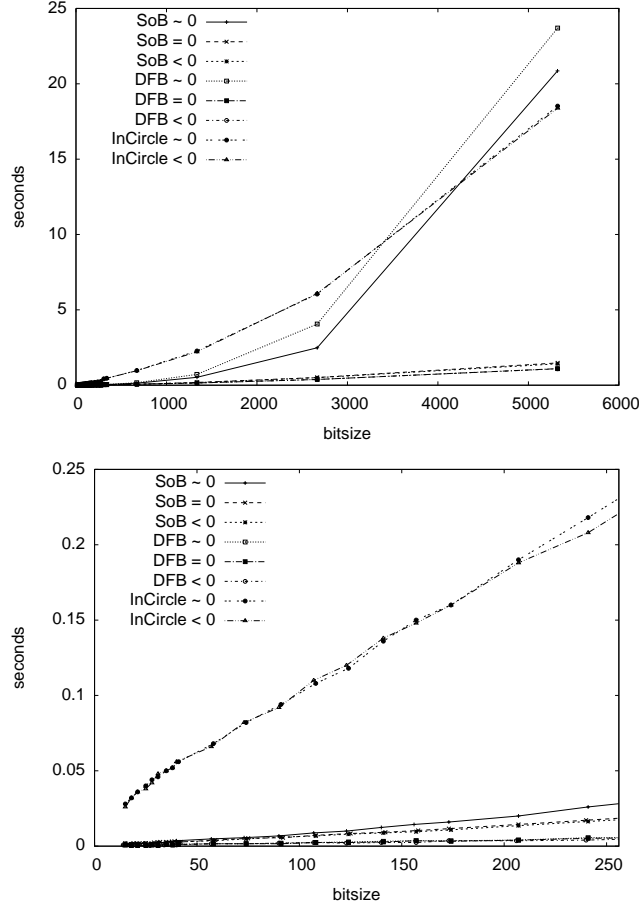 25
20
15
10
5
0
seconds
SoB ~ 0
SoB = 0
SoB < 0
DFB ~ 0
DFB = 0
DFB < 0
InCircle ~ 0
InCircle < 0
0 1000 2000 3000 4000 5000 6000
bitsize
0.25
0.2
0.15
0.1
0.05
0
seconds
SoB ~ 0
SoB = 0
SoB < 0
DFB ~ 0
DFB = 0
DFB < 0
InCircle ~ 0
InCircle < 0
0 50 100 150 200 250
bitsize